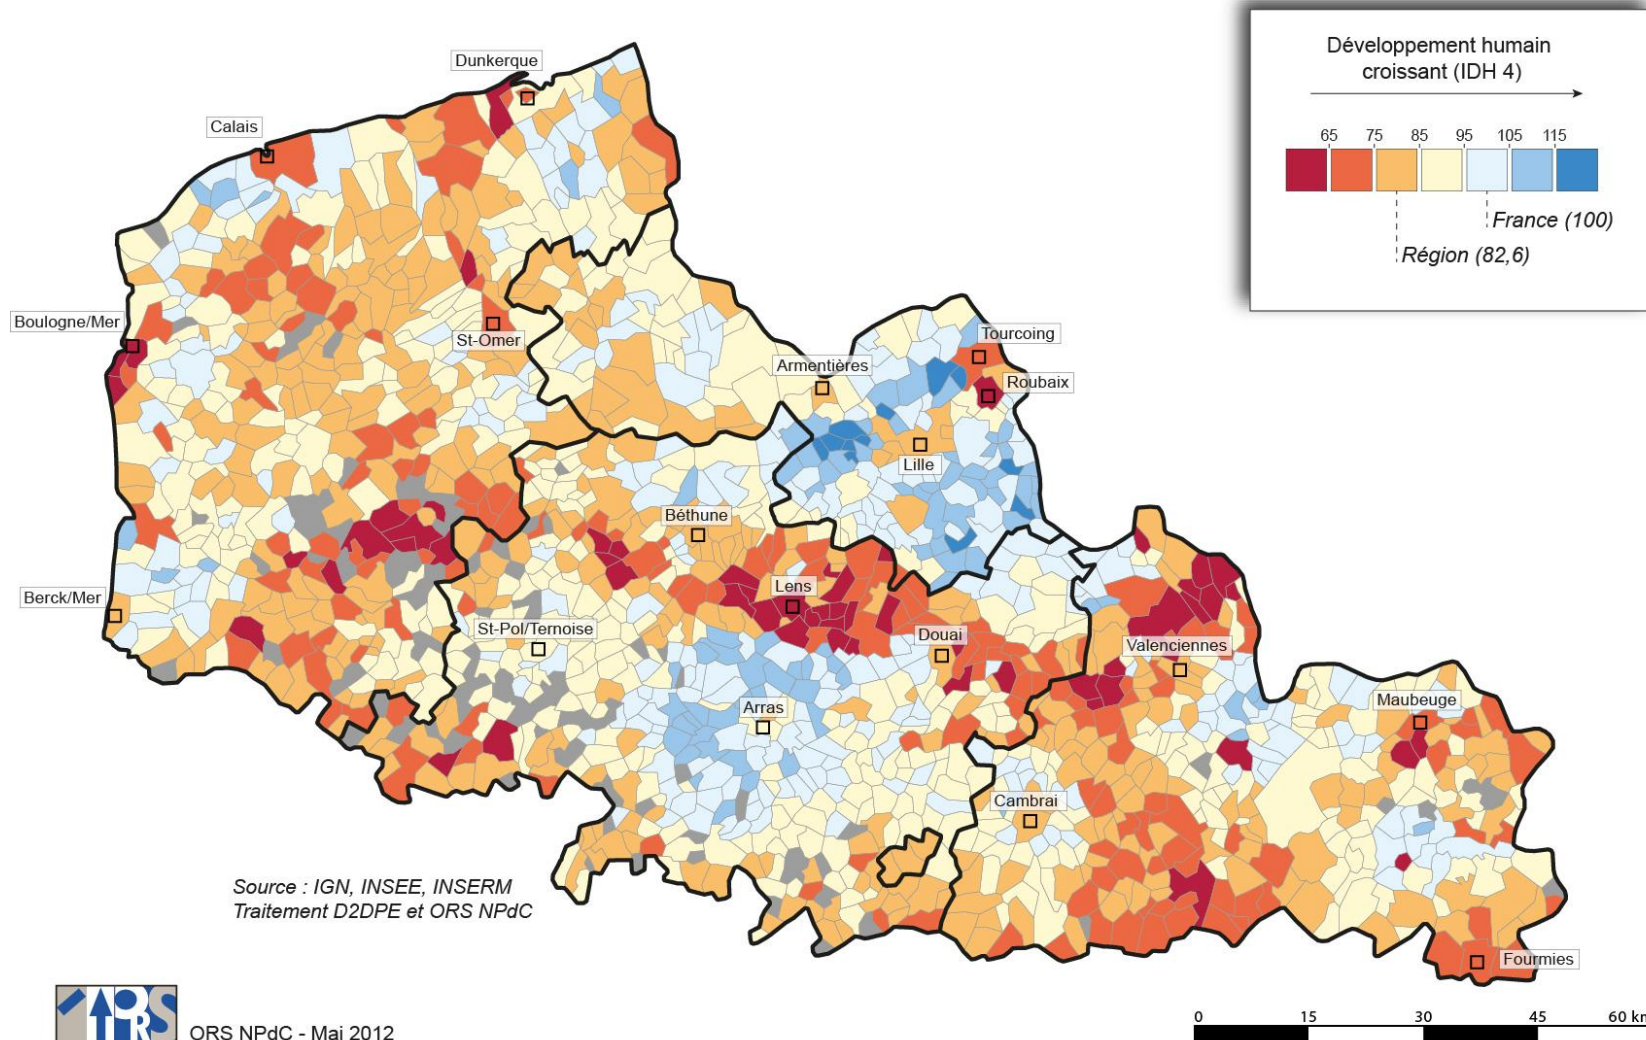 Développement humain
croissant (IDH 4)
65 75 85 95 105 115
France (100)
Région (82,6)
Dunkerque
Calais
Boulogne/Mer
St-Omer
Tourcoing
Armentières
Roubaix
Lille
Béthune
Berck/Mer
Lens
St-Pol/Ternoise
Douai
Valenciennes
Arras
Maubeuge
Cambrai
Fourmies
Source : IGN, INSEE, INSERM
Traitement D2DPE et ORS NPdC
ORS
ORS NPdC - Mai 2012
0 15 30 45 60 km